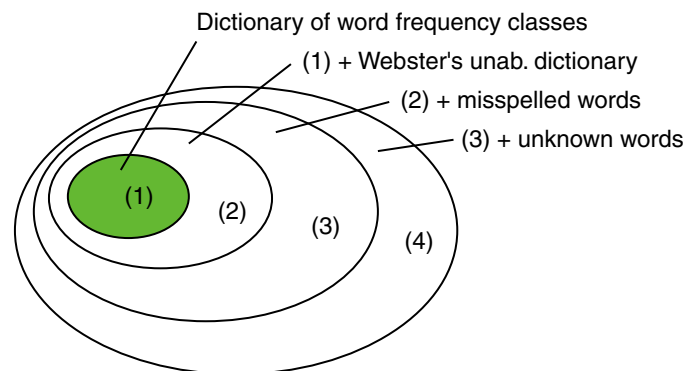 Dictionary of word frequency classes
(1) + Webster's unab. dictionary
(2) + misspelled words
(3) + unknown words
(1)
(2)
(3)
(4)